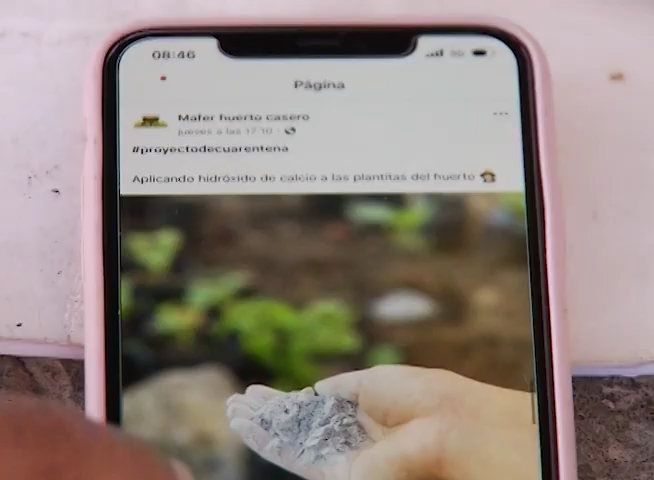 08:46
Página
Mafer huerto casero
jueves a las 17:10 ·
#proyectodecuarentena
Aplicando hidróxido de calcio a las plantitas del huerto